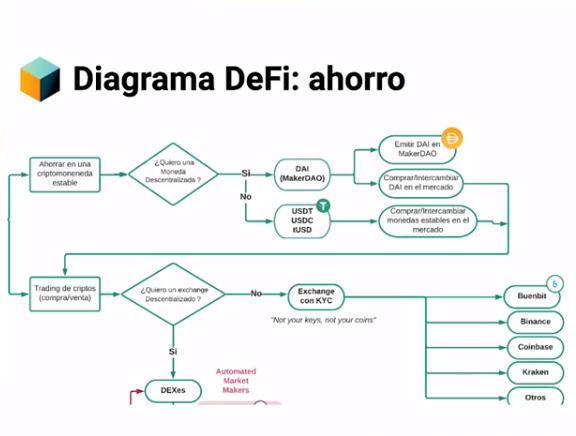 Diagrama DeFi: ahorro
Ahorrar en una
criptomoneneda
estable
¿Quiero una
Moneda
Descentralizada ?
Si
No
DAI
(MakerDAO)
Emitir DAI en
MakerDAO
Comprar/Intercambiar
DAI en el mercado
USDT
USDC
tUSD
T
Comprar/Intercambiar
monedas estables en el
mercado
Trading de criptos
(compra/venta)
¿Quiero un exchange
Descentralizado ?
No
Exchange
con KYC
"Not your keys, not your coins"
Buenbit
Binance
Coinbase
Kraken
Otros
Si
DEXes
Automated
Market
Makers